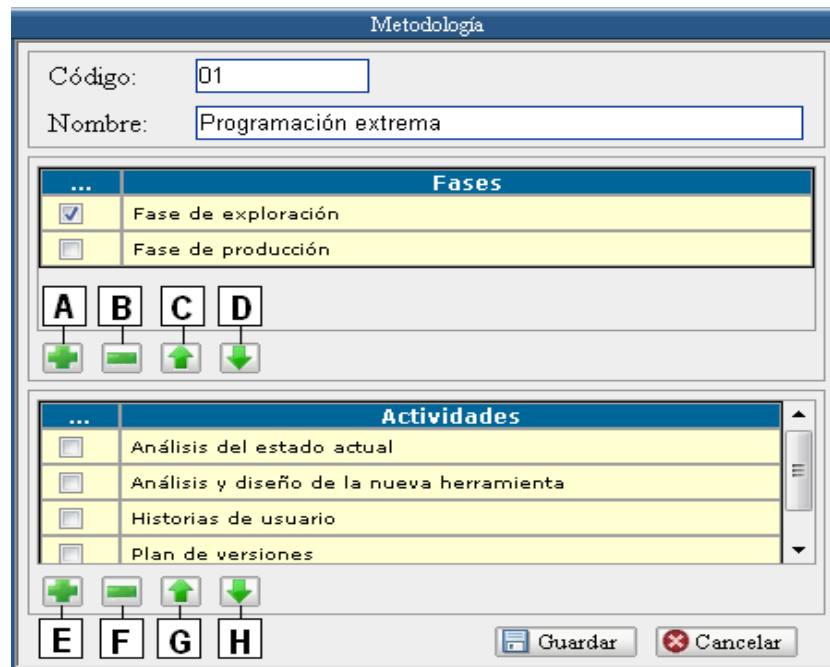 Metodología
Código: 01
Nombre: Programación extrema
... Fases
Fase de exploración
Fase de producción
A B C D
... Actividades
Análisis del estado actual
Análisis y diseño de la nueva herramienta
Historias de usuario
Plan de versiones
E F G H
Guardar Cancelar